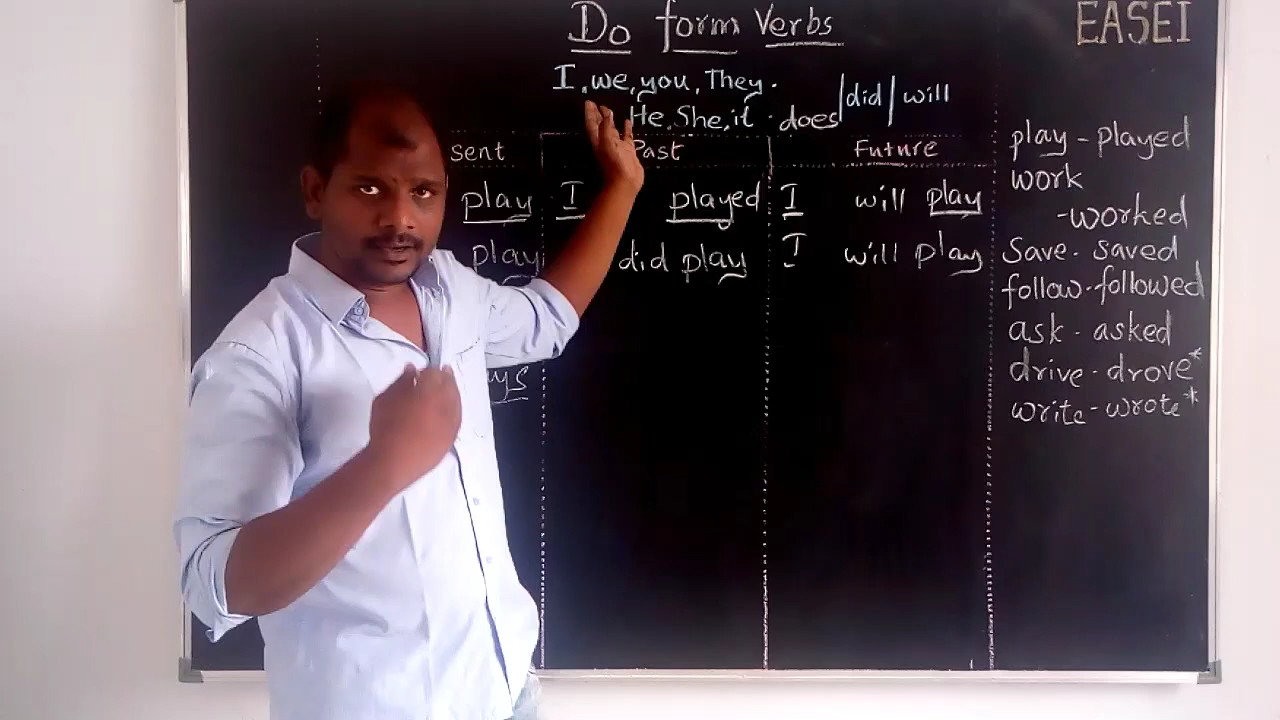 Do form Verbs
EASEI
I, we, you, They.
He, She, it . does /did / will
sent Past Future
play I played I will play
play did play I will play
ys
play - played
work
- worked
Save - saved
follow - followed
ask - asked
drive - drove*
write - wrote*